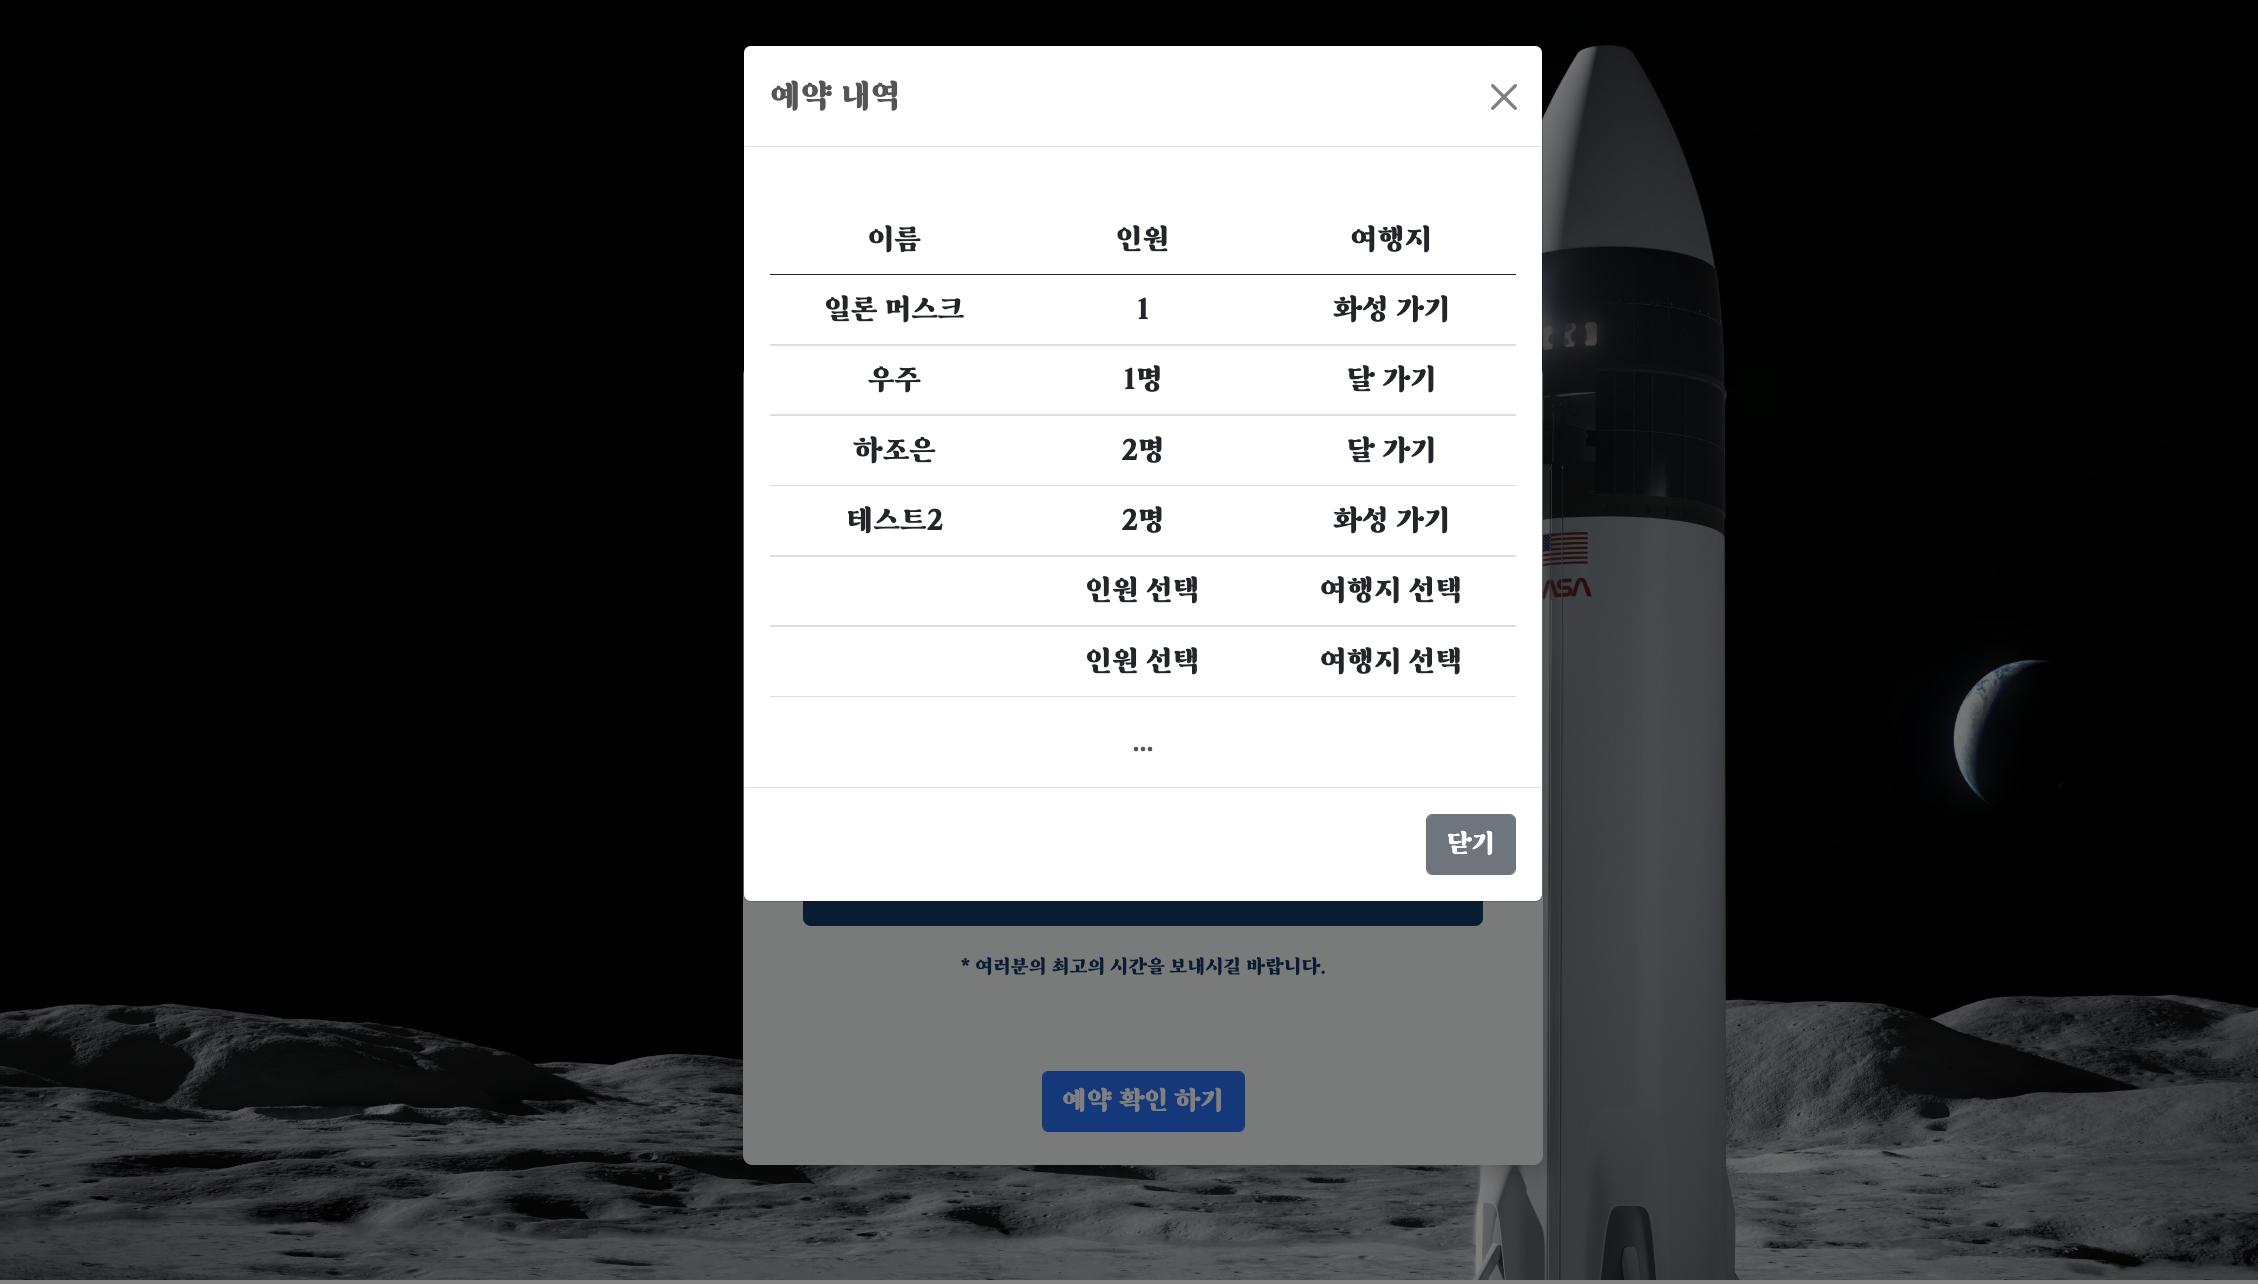 예약 내역
이름 인원 여행지
일론 머스크 1 화성 가기
우주 1명 달 가기
하조은 2명 달 가기
테스트2 2명 화성 가기
인원 선택 여행지 선택
인원 선택 여행지 선택
...
닫기
* 여러분의 최고의 시간을 보내시길 바랍니다.
예약 확인 하기